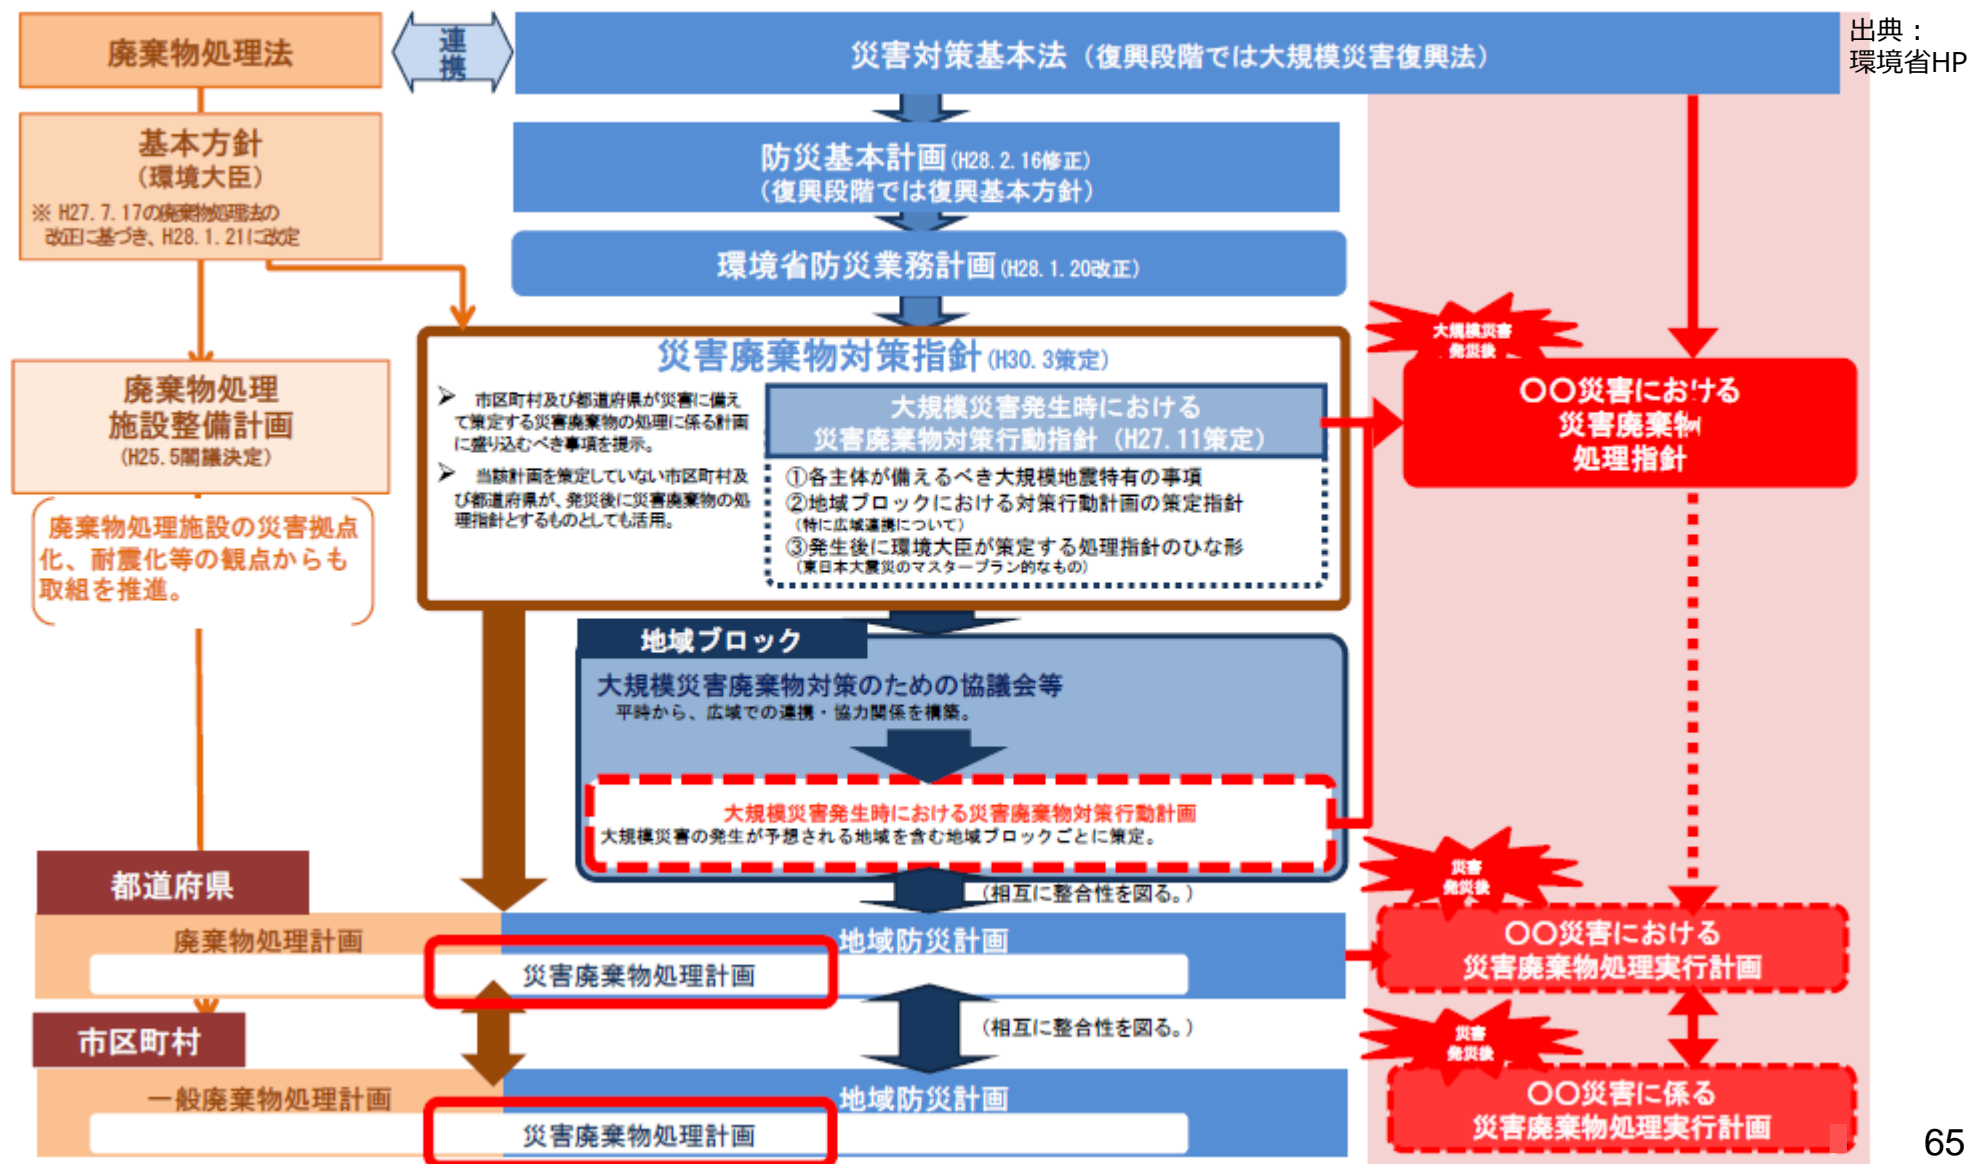 廃棄物処理法
連
携
災害対策基本法（復興段階では大規模災害復興法）
出典：
環境省HP
基本方針
（環境大臣）
※ H27.7.17の廃棄物処理法の
改正に基づき、H28.1.21に改定
防災基本計画（H28.2.16修正）
（復興段階では復興基本方針）
環境省防災業務計画（H28.1.20改正）
廃棄物処理
施設整備計画
（H25.5閣議決定）
廃棄物処理施設の災害拠点
化、耐震化等の観点からも
取組を推進。
災害廃棄物対策指針（H30.3策定）
➢ 市区町村及び都道府県が災害に備え
て策定する災害廃棄物の処理に係る計画
に盛り込むべき事項を提示。
➢ 当該計画を策定していない市区町村及
び都道府県が、発災後に災害廃棄物の処
理指針とするものとしても活用。
大規模災害発生時における
災害廃棄物対策行動指針（H27.11策定）
①各主体が備えるべき大規模地震特有の事項
②地域ブロックにおける対策行動計画の策定指針
（特に広域連携について）
③発生後に環境大臣が策定する処理指針のひな形
（東日本大震災のマスタープラン的なもの）
大規模災害
発災後
〇〇災害における
災害廃棄物
処理指針
地域ブロック
大規模災害廃棄物対策のための協議会等
平時から、広域での連携・協力関係を構築。
大規模災害発生時における災害廃棄物対策行動計画
大規模災害の発生が予想される地域を含む地域ブロックごとに策定。
（相互に整合性を図る。）
都道府県
廃棄物処理計画
地域防災計画
災害廃棄物処理計画
災害
発災後
〇〇災害における
災害廃棄物処理実行計画
（相互に整合性を図る。）
市区町村
一般廃棄物処理計画
地域防災計画
災害廃棄物処理計画
災害
発災後
〇〇災害に係る
災害廃棄物処理実行計画
65